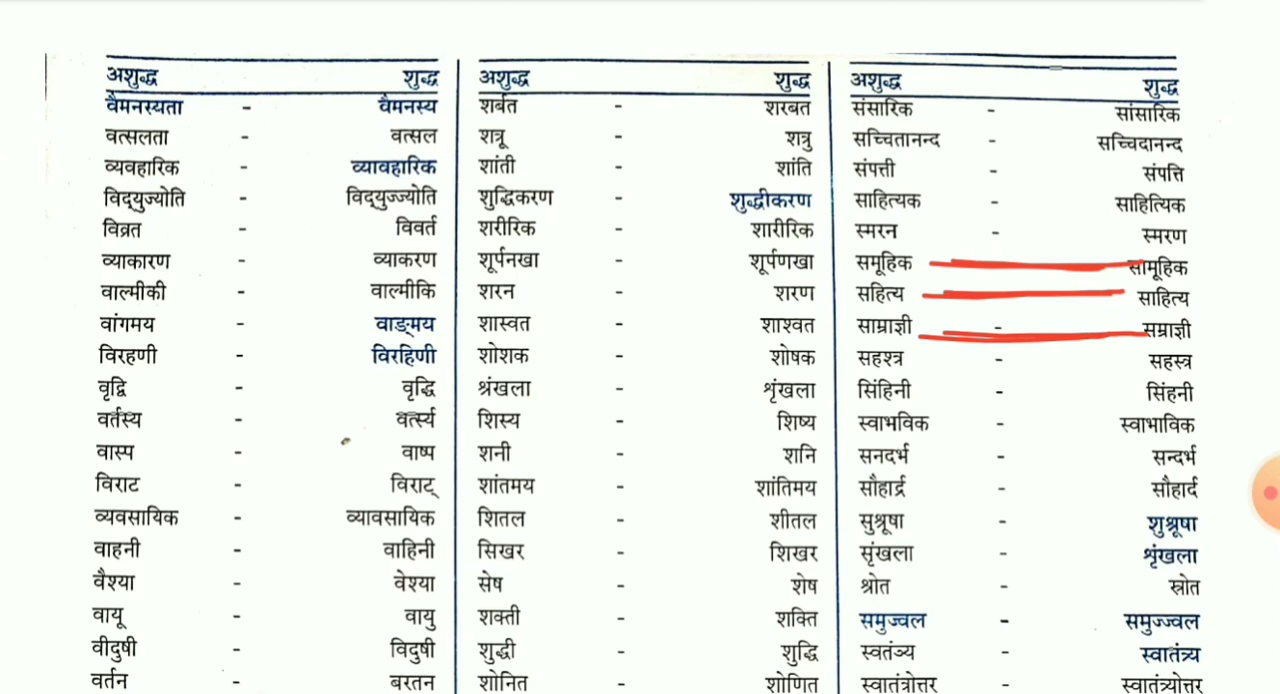 अशुद्ध शुद्ध
वैमनस्यता - वैमनस्य
वत्सलता - वत्सल
व्यवहारिक - व्यावहारिक
विद्युज्योति - विद्युज्ज्योति
विव्रत - विवर्त
व्याकारण - व्याकरण
वाल्मीकी - वाल्मीकि
वांगमय - वाङ्मय
विरहणी - विरहिणी
वृद्वि - वृद्धि
वर्तस्य - वर्त्स्य
वास्प - वाष्प
विराट - विराट्
व्यवसायिक - व्यावसायिक
वाहनी - वाहिनी
वैश्या - वेश्या
वायू - वायु
वीदुषी - विदुषी
वर्तन - बरतन
अशुद्ध शुद्ध
शर्बत - शरबत
शत्रू - शत्रु
शांती - शांति
शुद्धिकरण - शुद्धीकरण
शरीरिक - शारीरिक
शूर्पनखा - शूर्पणखा
शरन - शरण
शास्वत - शाश्वत
शोशक - शोषक
श्रंखला - शृंखला
शिस्य - शिष्य
शनी - शनि
शांतमय - शांतिमय
शितल - शीतल
सिखर - शिखर
सेष - शेष
शक्ती - शक्ति
शुद्धी - शुद्धि
शोनित - शोणित
अशुद्ध शुद्ध
संसारिक - सांसारिक
सच्चितानन्द - सच्चिदानन्द
संपत्ती - संपत्ति
साहित्यक - साहित्यिक
स्मरन - स्मरण
समूहिक सामूहिक
सहित्य साहित्य
साम्राज्ञी - सम्राज्ञी
सहश्त्र - सहस्त्र
सिंहिनी - सिंहनी
स्वाभविक - स्वाभाविक
सनदर्भ - सन्दर्भ
सौहार्द्र - सौहार्द
सुश्रूषा - शुश्रूषा
सृंखला - शृंखला
श्रोत - स्रोत
समुज्वल - समुज्ज्वल
स्वतंत्र्य - स्वातंत्र्य
स्वातंत्रोत्तर - स्वातंत्र्योत्तर